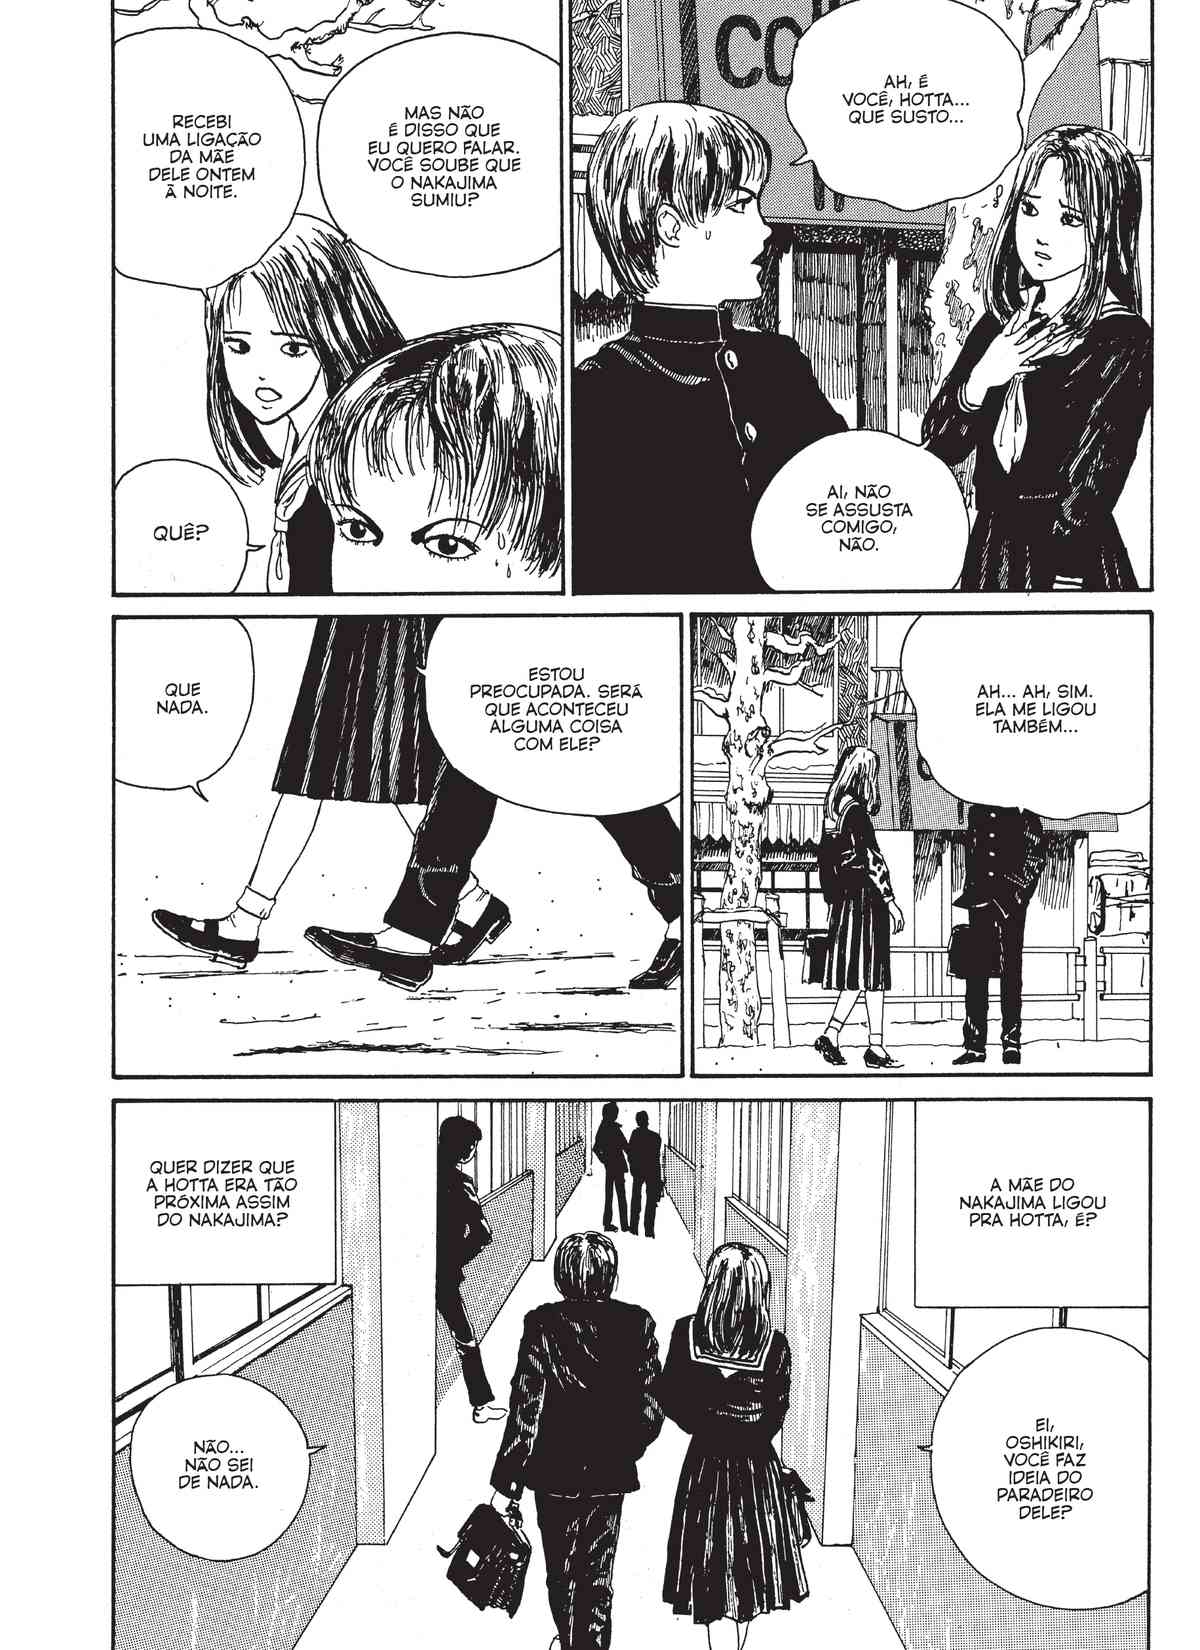 AH, É
VOCÊ, HOTTA...
QUE SUSTO...
CO
AI, NÃO
SE ASSUSTA
COMIGO,
NÃO.
MAS NÃO
É DISSO QUE
EU QUERO FALAR.
VOCÊ SOUBE QUE
O NAKAJIMA
SUMIU?
RECEBI
UMA LIGAÇÃO
DA MÃE
DELE ONTEM
À NOITE.
QUÊ?
AH... AH, SIM.
ELA ME LIGOU
TAMBÉM...
ESTOU
PREOCUPADA. SERÁ
QUE ACONTECEU
ALGUMA COISA
COM ELE?
QUE
NADA.
A MÃE DO
NAKAJIMA LIGOU
PRA HOTTA, É?
QUER DIZER QUE
A HOTTA ERA TÃO
PRÓXIMA ASSIM
DO NAKAJIMA?
EI,
OSHIKIRI,
VOCÊ FAZ
IDEIA DO
PARADEIRO
DELE?
NÃO...
NÃO SEI
DE NADA.